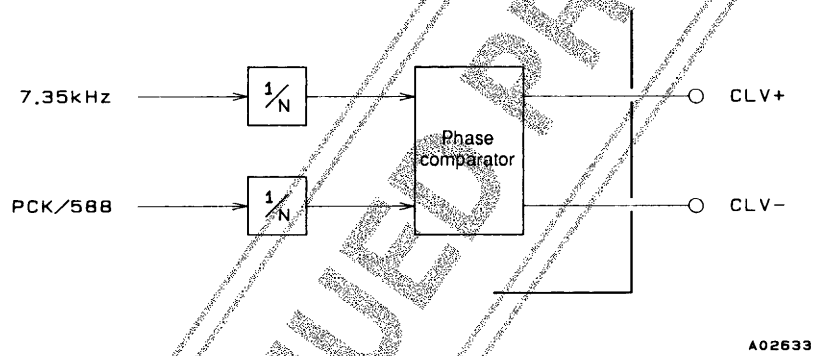 7.35kHz
1/N
CLV+
Phase
comparator
PCK/588
1/N
CLV-
A02633